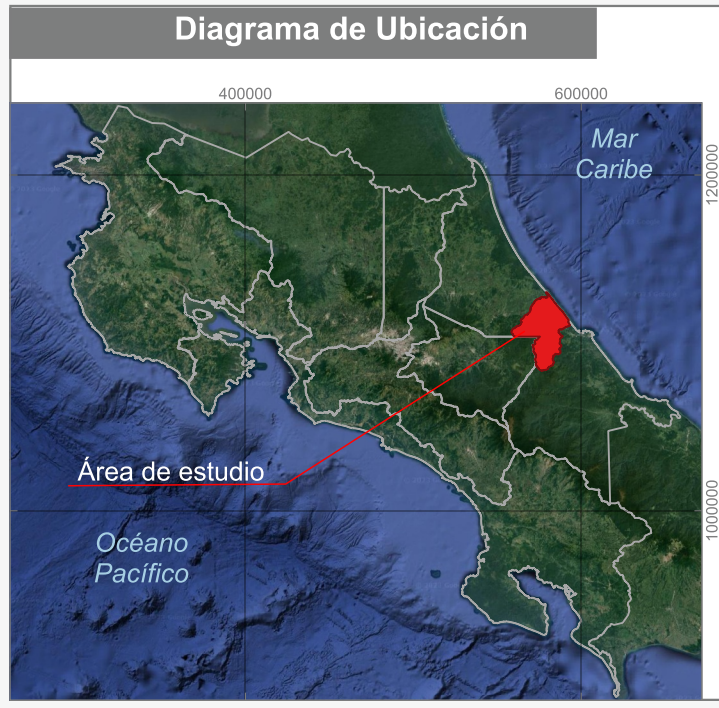 Diagrama de Ubicación
400000
600000
Mar
Caribe
1200000
Área de estudio
1000000
Océano
Pacífico